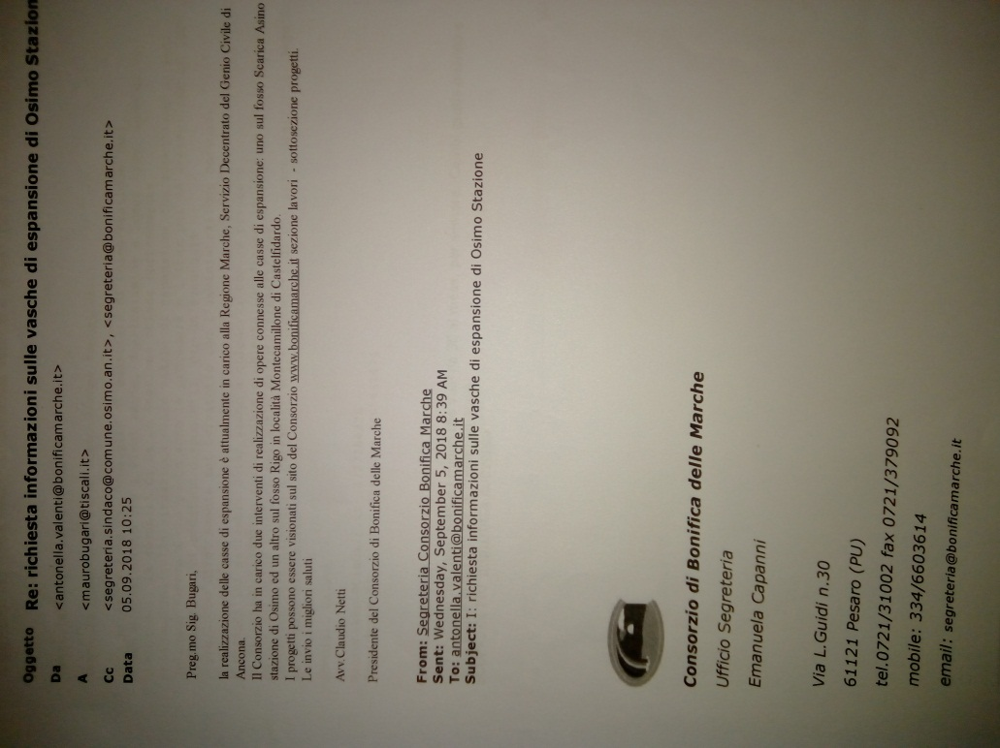 Oggetto Re: richiesta informazioni sulle vasche di espansione di Osimo Stazion
Da <antonella.valenti@bonificamarche.it>
A <maurobugari@tiscali.it>
Cc <segreteria.sindaco@comune.osimo.an.it>, <segreteria@bonificamarche.it>
Data 05.09.2018 10:25
Preg.mo Sig. Bugari,
la realizzazione delle casse di espansione è attualmente in carico alla Regione Marche, Servizio Decentrato del Genio Civile di
Ancona.
Il Consorzio ha in carico due interventi di realizzazione di opere connesse alle casse di espansione: uno sul fosso Scarica Asino
stazione di Osimo ed un altro sul fosso Rigo in località Montecamillone di Castelfidardo.
I progetti possono essere visionati sul sito del Consorzio www.bonificamarche.it sezione lavori - sottosezione progetti.
Le invio i migliori saluti
Avv.Claudio Netti
Presidente del Consorzio di Bonifica delle Marche
From: Segreteria Consorzio Bonifica Marche
Sent: Wednesday, September 5, 2018 8:39 AM
To: antonella.valenti@bonificamarche.it
Subject: I: richiesta informazioni sulle vasche di espansione di Osimo Stazione
Consorzio di Bonifica delle Marche
Ufficio Segreteria
Emanuela Capanni
Via L.Guidi n.30
61121 Pesaro (PU)
tel.0721/31002 fax 0721/379092
mobile: 334/6603614
email: segreteria@bonificamarche.it